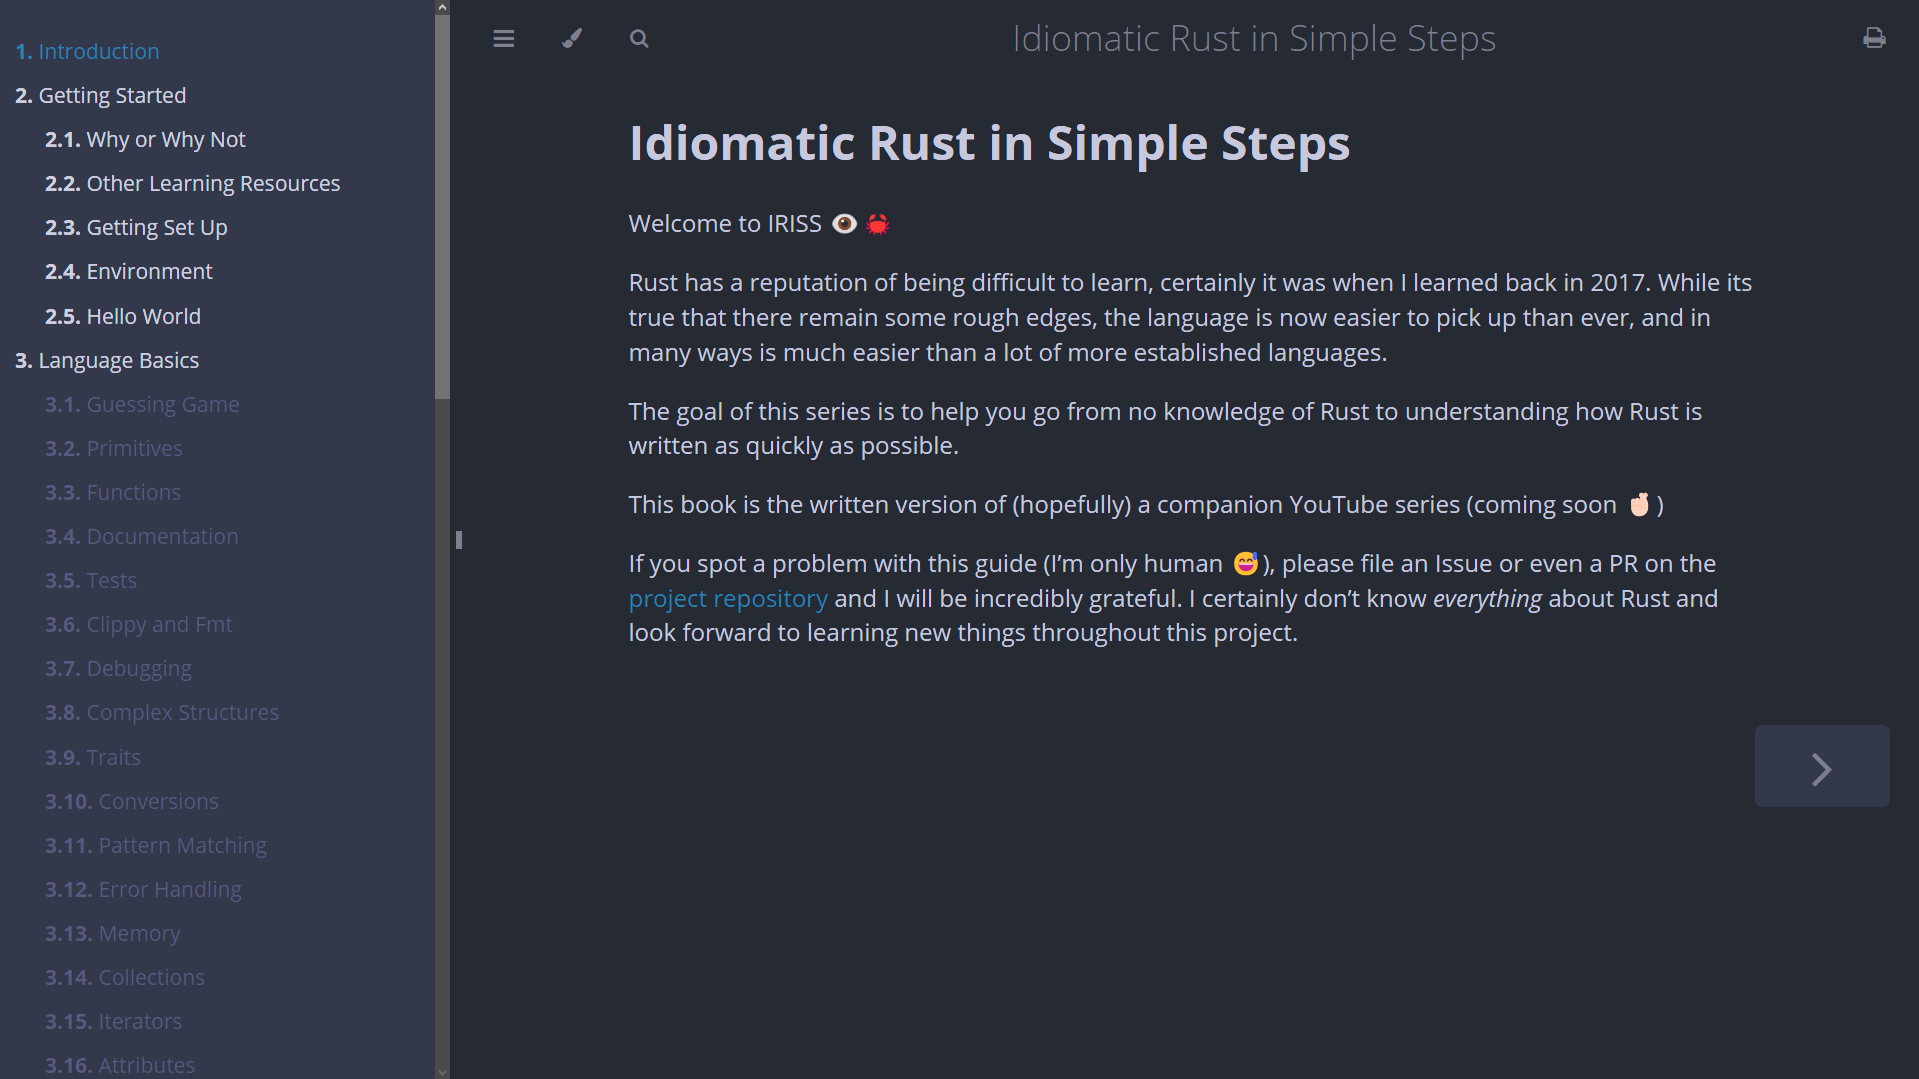 1. Introduction
2. Getting Started
2.1. Why or Why Not
2.2. Other Learning Resources
2.3. Getting Set Up
2.4. Environment
2.5. Hello World
3. Language Basics
3.1. Guessing Game
3.2. Primitives
3.3. Functions
3.4. Documentation
3.5. Tests
3.6. Clippy and Fmt
3.7. Debugging
3.8. Complex Structures
3.9. Traits
3.10. Conversions
3.11. Pattern Matching
3.12. Error Handling
3.13. Memory
3.14. Collections
3.15. Iterators
3.16. Attributes
Idiomatic Rust in Simple Steps
Idiomatic Rust in Simple Steps
Welcome to IRISS 👁️ 🦀
Rust has a reputation of being difficult to learn, certainly it was when I learned back in 2017. While its
true that there remain some rough edges, the language is now easier to pick up than ever, and in
many ways is much easier than a lot of more established languages.
The goal of this series is to help you go from no knowledge of Rust to understanding how Rust is
written as quickly as possible.
This book is the written version of (hopefully) a companion YouTube series (coming soon 🤞🏻)
If you spot a problem with this guide (I’m only human 😅), please file an Issue or even a PR on the
project repository and I will be incredibly grateful. I certainly don’t know everything about Rust and
look forward to learning new things throughout this project.